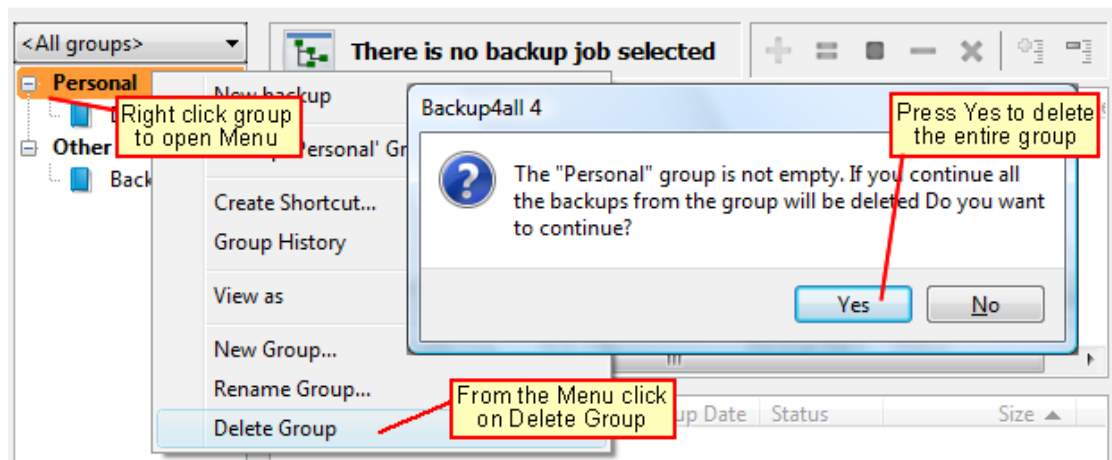 <All groups>
There is no backup job selected
Personal
Right click group
to open Menu
Other
Back
New backup
Personal' Gr
Create Shortcut...
Group History
View as
New Group...
Rename Group...
Delete Group
Backup4all 4
Press Yes to delete
the entire group
The "Personal" group is not empty. If you continue all
the backups from the group will be deleted Do you want
to continue?
Yes
No
From the Menu click
on Delete Group
up Date
Status
Size